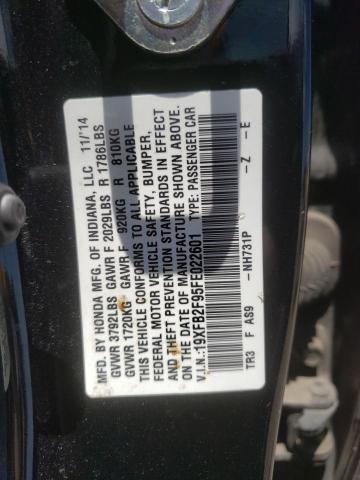 MFD. BY HONDA MFG. OF INDIANA, LLC 11/'14
GVWR 3792LBS GAWR F 2029LBS R 1786LBS
GVWR 1720KG GAWR F 920KG R 810KG
THIS VEHICLE CONFORMS TO ALL APPLICABLE
FEDERAL MOTOR VEHICLE SAFETY, BUMPER,
AND THEFT PREVENTION STANDARDS IN EFFECT
ON THE DATE OF MANUFACTURE SHOWN ABOVE.
V.I.N.:19XFB2F95FE022601 TYPE: PASSENGER CAR
-NH731P -Z -E
TR3 F AS9